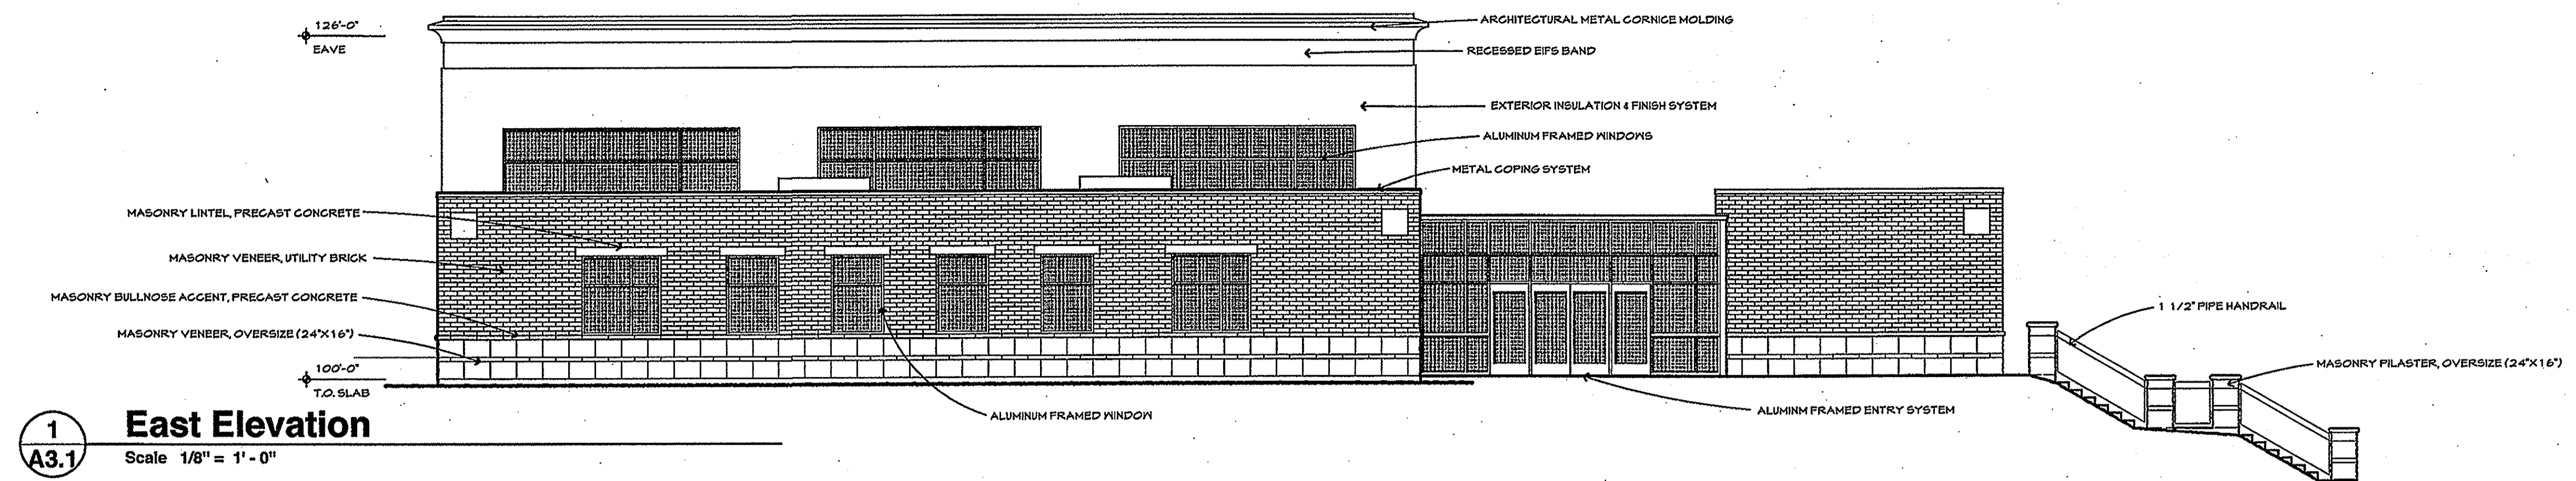 126'-0"
EAVE
ARCHITECTURAL METAL CORNICE MOLDING
RECESSED EIFS BAND
EXTERIOR INSULATION & FINISH SYSTEM
ALUMINUM FRAMED WINDOWS
METAL COPING SYSTEM
MASONRY LINTEL, PRECAST CONCRETE
MASONRY VENEER, UTILITY BRICK
MASONRY BULLNOSE ACCENT, PRECAST CONCRETE
MASONRY VENEER, OVERSIZE (24"X16")
100'-0"
T.O. SLAB
1 1/2" PIPE HANDRAIL
MASONRY PILASTER, OVERSIZE (24"X16")
ALUMINUM FRAMED WINDOW
ALUMINM FRAMED ENTRY SYSTEM
1
A3.1
East Elevation
Scale 1/8" = 1' - 0"